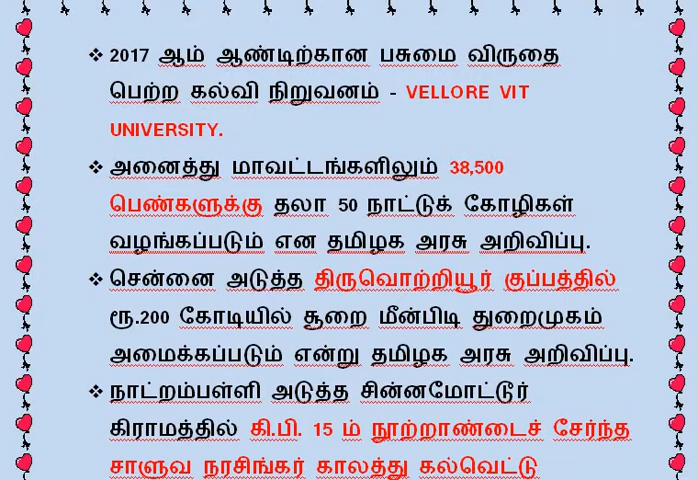 ❖ 2017 ஆம் ஆண்டிற்கான பசுமை விருதை
பெற்ற கல்வி நிறுவனம் - VELLORE VIT
UNIVERSITY.
❖ அனைத்து மாவட்டங்களிலும் 38,500
பெண்களுக்கு தலா 50 நாட்டுக் கோழிகள்
வழங்கப்படும் என தமிழக அரசு அறிவிப்பு.
❖ சென்னை அடுத்த திருவொற்றியூர் குப்பத்தில்
ரூ.200 கோடியில் சூறை மீன்பிடி துறைமுகம்
அமைக்கப்படும் என்று தமிழக அரசு அறிவிப்பு.
❖ நாட்றம்பள்ளி அடுத்த சின்னமோட்டூர்
கிராமத்தில் கி.பி. 15 ம் நூற்றாண்டைச் சேர்ந்த
சாளுவ நரசிங்கர் காலத்து கல்வெட்டு